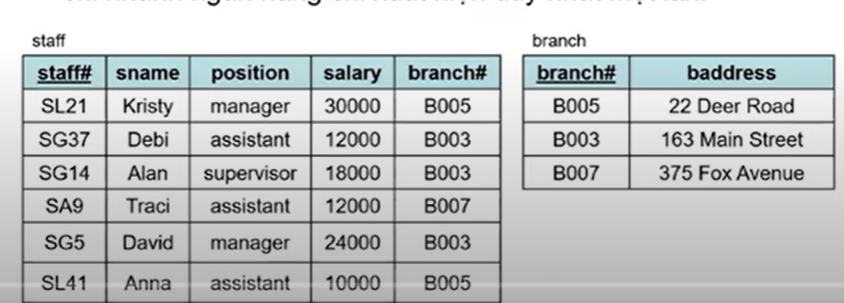 staff
staff# sname position salary branch#
SL21 Kristy manager 30000 B005
SG37 Debi assistant 12000 B003
SG14 Alan supervisor 18000 B003
SA9 Traci assistant 12000 B007
SG5 David manager 24000 B003
SL41 Anna assistant 10000 B005
branch
branch# baddress
B005 22 Deer Road
B003 163 Main Street
B007 375 Fox Avenue